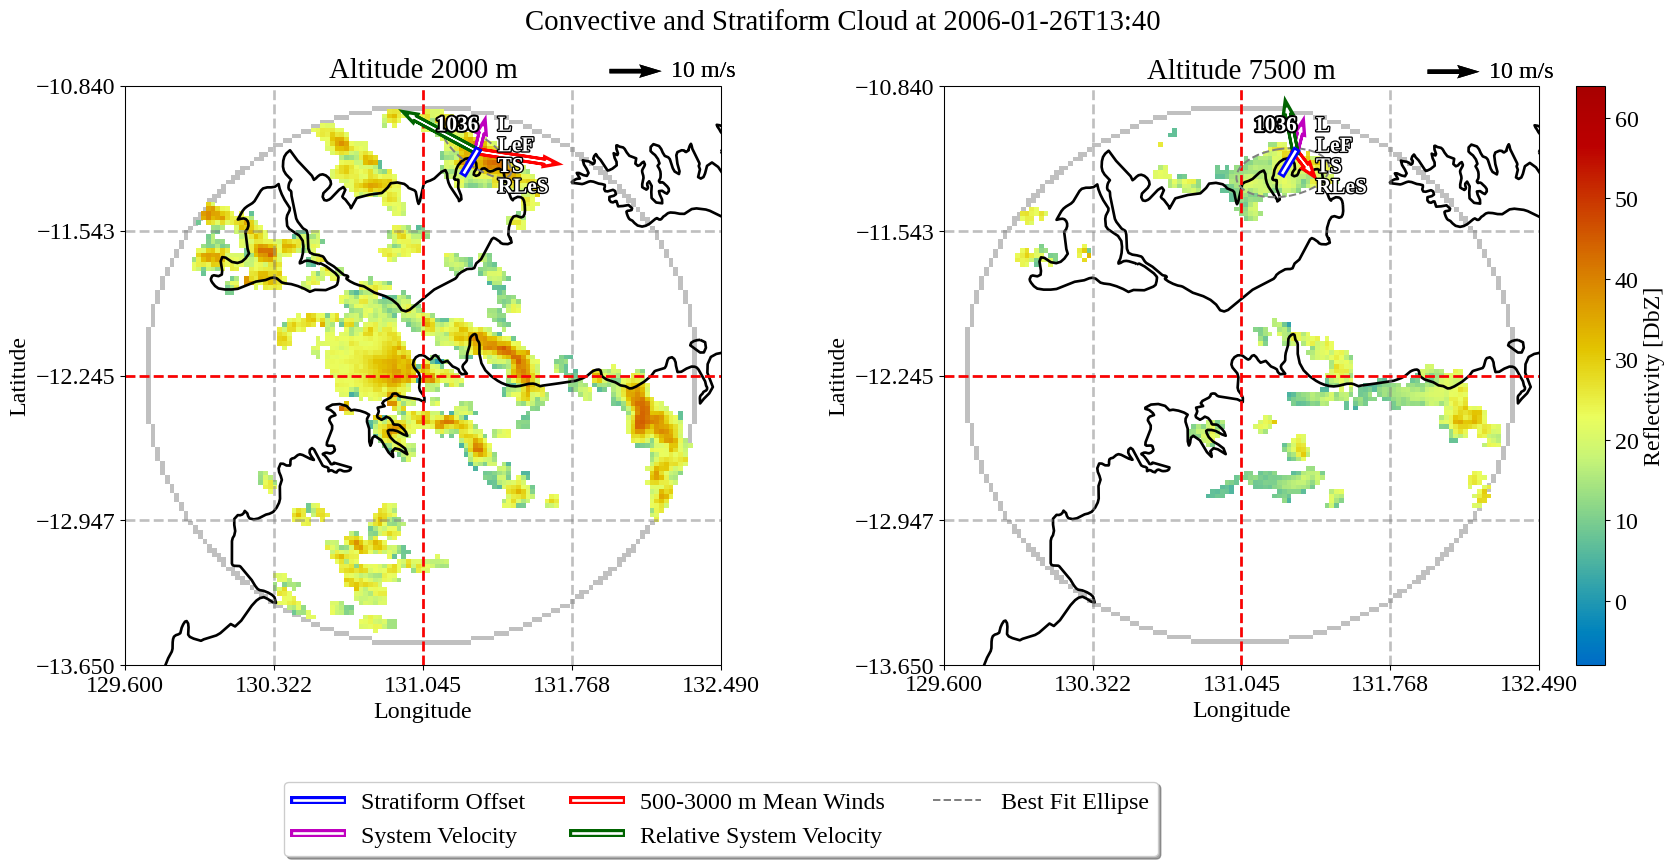 Convective and Stratiform Cloud at 2006-01-26T13:40
Altitude 2000 m
10 m/s
Altitude 7500 m
10 m/s
−10.840
−11.543
−12.245
−12.947
−13.650
129.600
130.322
131.045
131.768
132.490
Longitude
Latitude
1036
L
LeF
TS
RLeS
−10.840
−11.543
−12.245
−12.947
−13.650
129.600
130.322
131.045
131.768
132.490
Longitude
Latitude
1036
L
LeF
TS
RLeS
60
50
40
30
20
10
0
Reflectivity [DbZ]
Stratiform Offset
System Velocity
500-3000 m Mean Winds
Relative System Velocity
Best Fit Ellipse